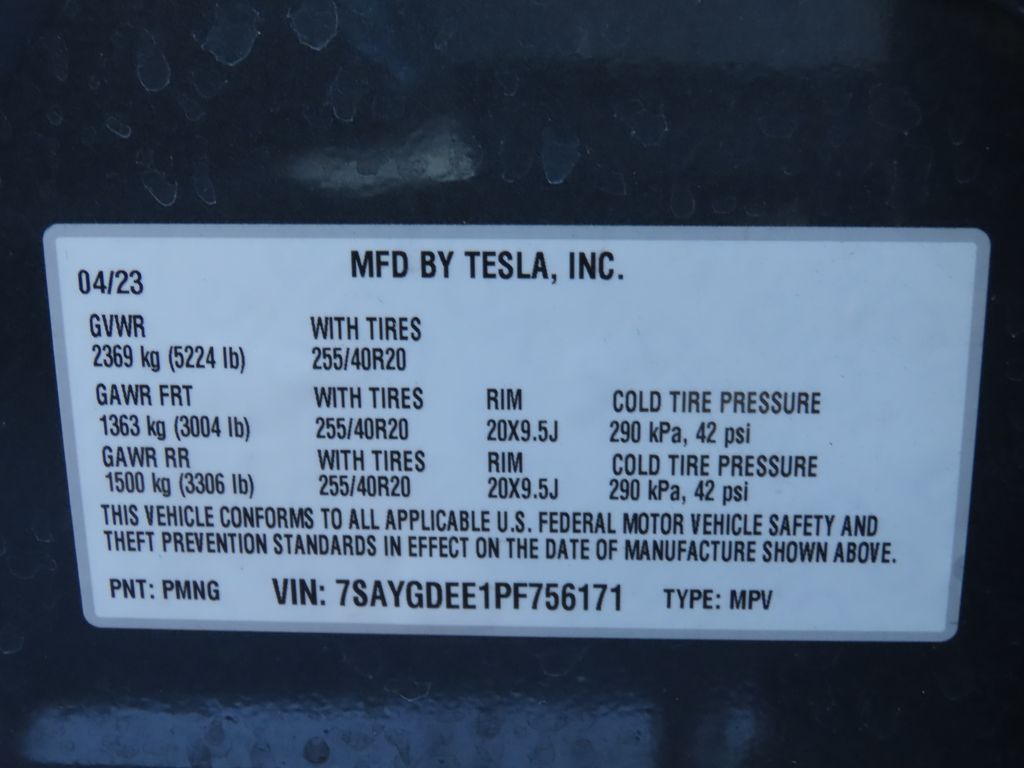 MFD BY TESLA, INC.
04/23
GVWR WITH TIRES
2369 kg (5224 lb) 255/40R20
GAWR FRT WITH TIRES RIM COLD TIRE PRESSURE
1363 kg (3004 lb) 255/40R20 20X9.5J 290 kPa, 42 psi
GAWR RR WITH TIRES RIM COLD TIRE PRESSURE
1500 kg (3306 lb) 255/40R20 20X9.5J 290 kPa, 42 psi
THIS VEHICLE CONFORMS TO ALL APPLICABLE U.S. FEDERAL MOTOR VEHICLE SAFETY AND
THEFT PREVENTION STANDARDS IN EFFECT ON THE DATE OF MANUFACTURE SHOWN ABOVE.
PNT: PMNG VIN: 7SAYGDEE1PF756171 TYPE: MPV